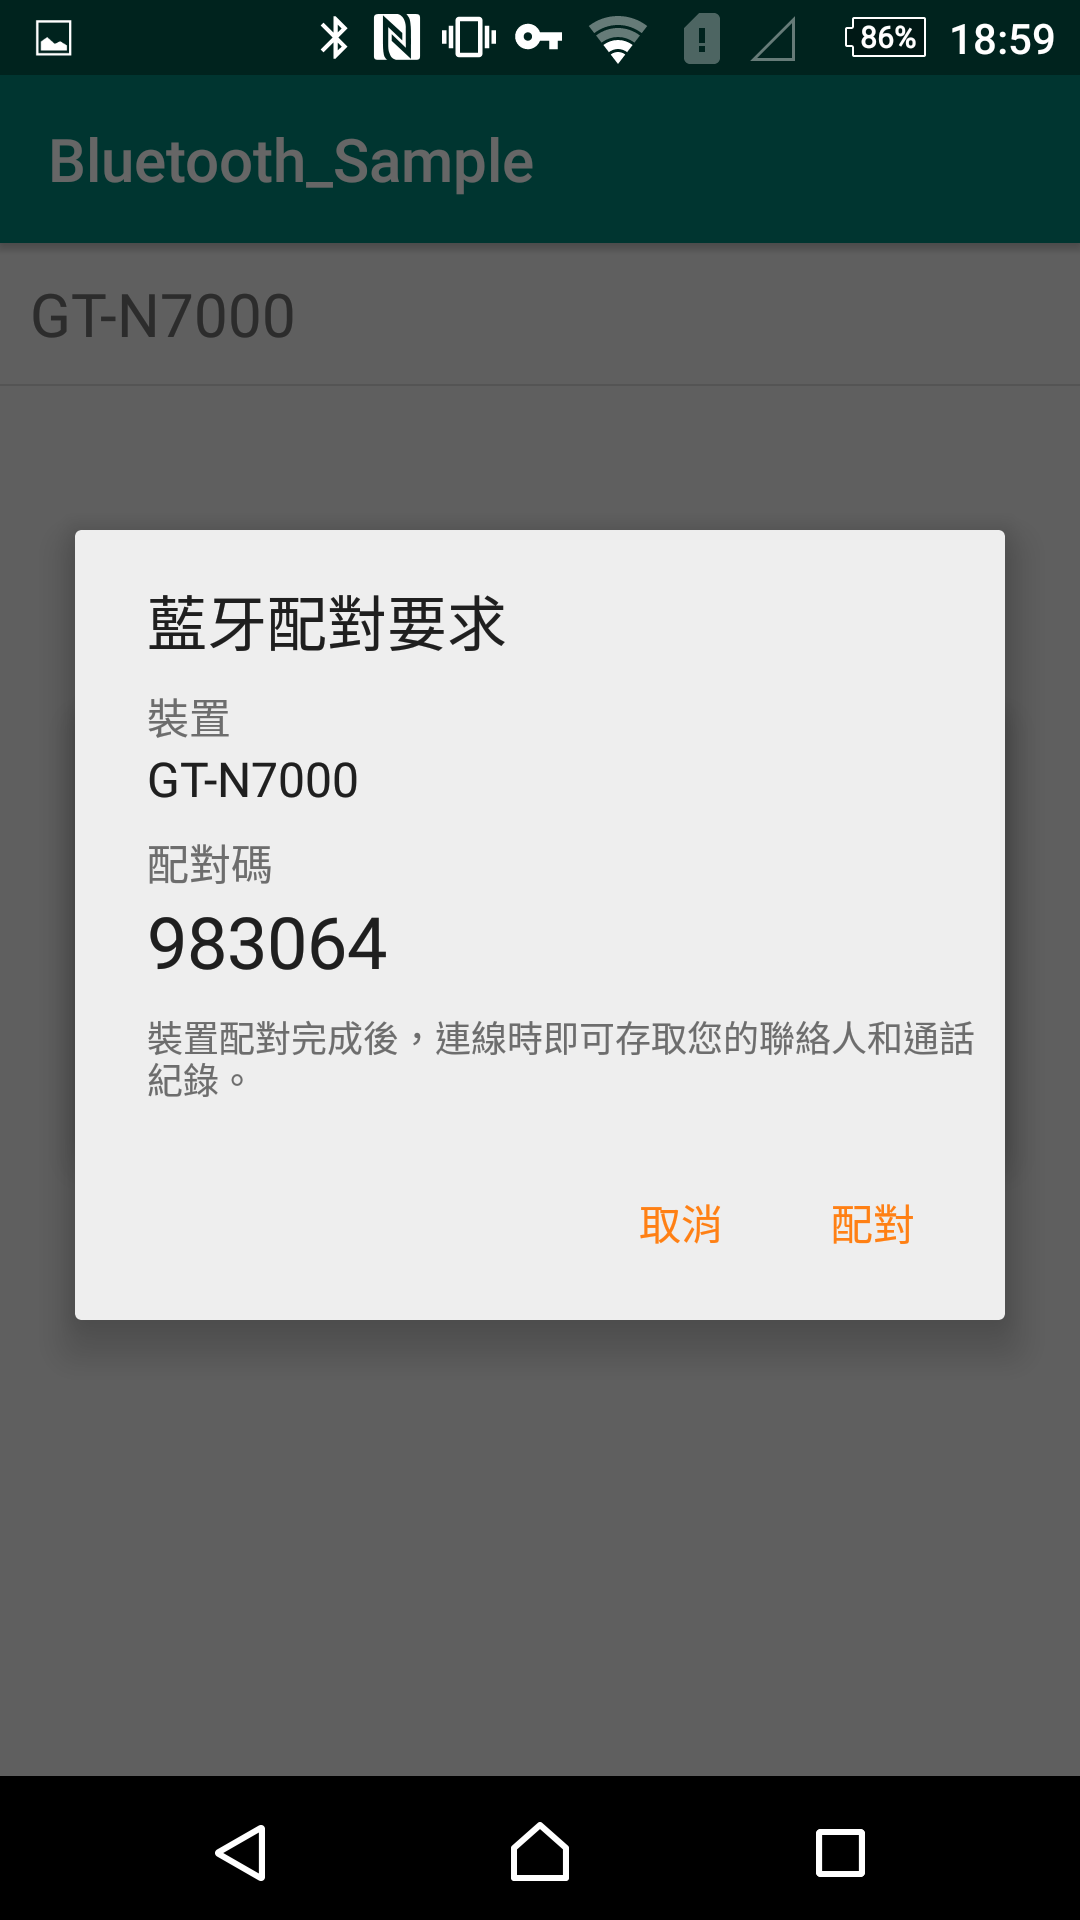 86%
18:59
Bluetooth_Sample
GT-N7000
藍牙配對要求
裝置
GT-N7000
配對碼
983064
裝置配對完成後，連線時即可存取您的聯絡人和通話
紀錄。
取消
配對